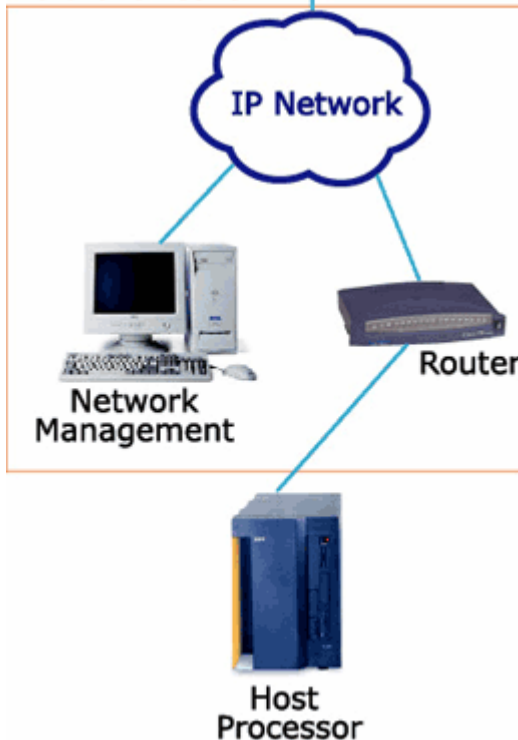 IP Network
Router
Network
Management
Host
Processor